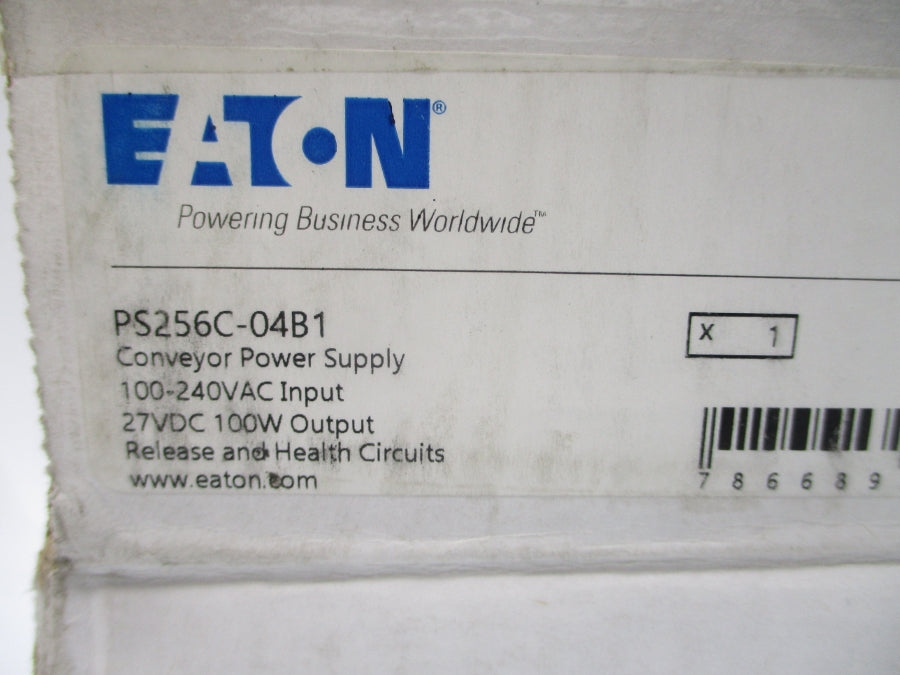 EATON®
Powering Business Worldwide™
PS256C-04B1
Conveyor Power Supply
100-240VAC Input
27VDC 100W Output
Release and Health Circuits
www.eaton.com
X 1
7 8 6 6 8 9